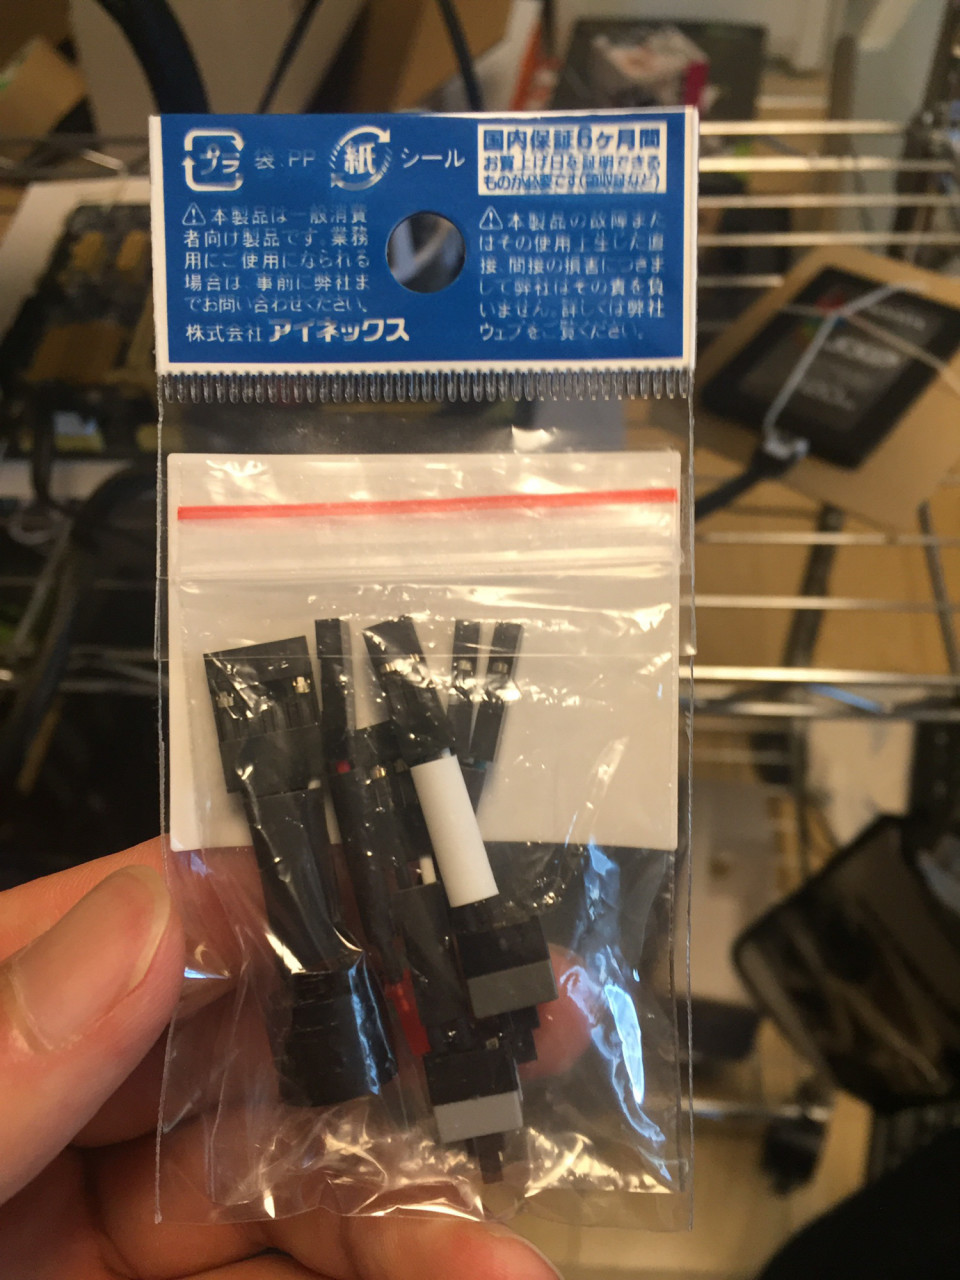 プラ 袋:PP 紙 シール
国内保証6ヶ月間
お買上げ日を証明できる
ものが必要です(領収証など)
⚠本製品は一般消費
者向け製品です。業務
用にご使用になられる
場合は、事前に弊社ま
でお問い合わせください。
株式会社アイネックス
⚠本製品の故障また
はその使用上生じた直
接、間接の損害につきま
して弊社はその責を負
いません。詳しくは弊社
ウェブをご覧ください。